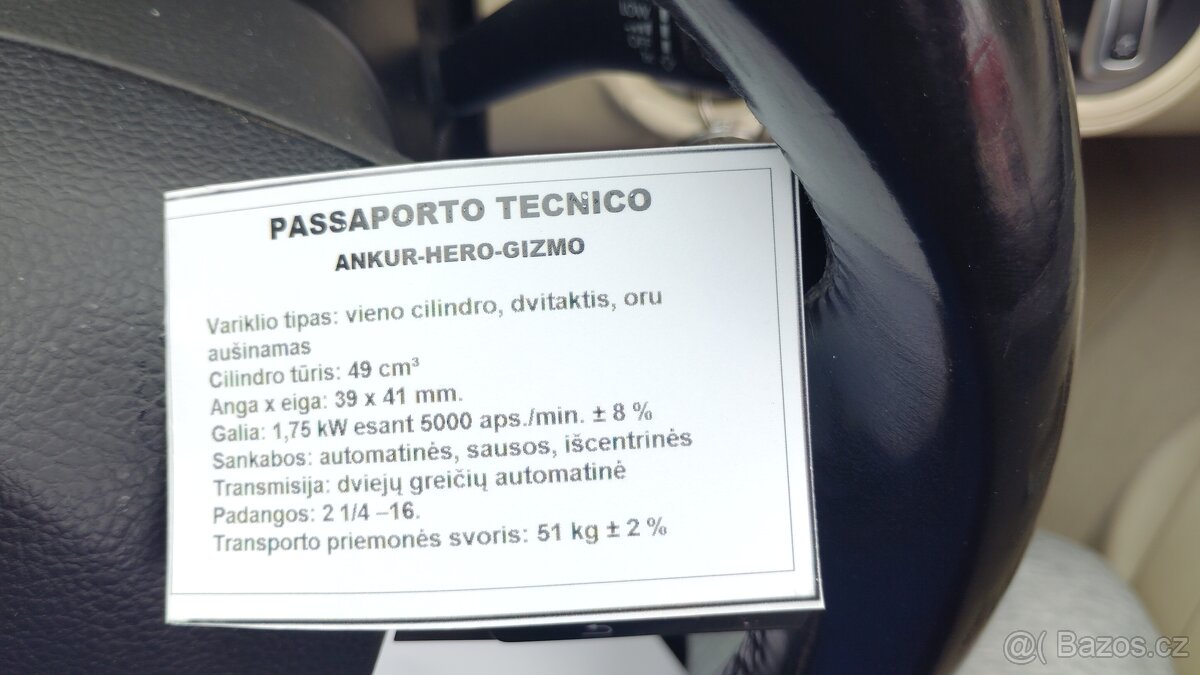 PASSAPORTO TECNICO
ANKUR-HERO-GIZMO
Variklio tipas: vieno cilindro, dvitaktis, oru
aušinamas
Cilindro tūris: 49 cm³
Anga x eiga: 39 x 41 mm.
Galia: 1,75 kW esant 5000 aps./min. ± 8 %
Sankabos: automatinės, sausos, išcentrinės
Transmisija: dviejų greičių automatinė
Padangos: 2 1/4 –16.
Transporto priemonės svoris: 51 kg ± 2 %
@( Bazos.cz